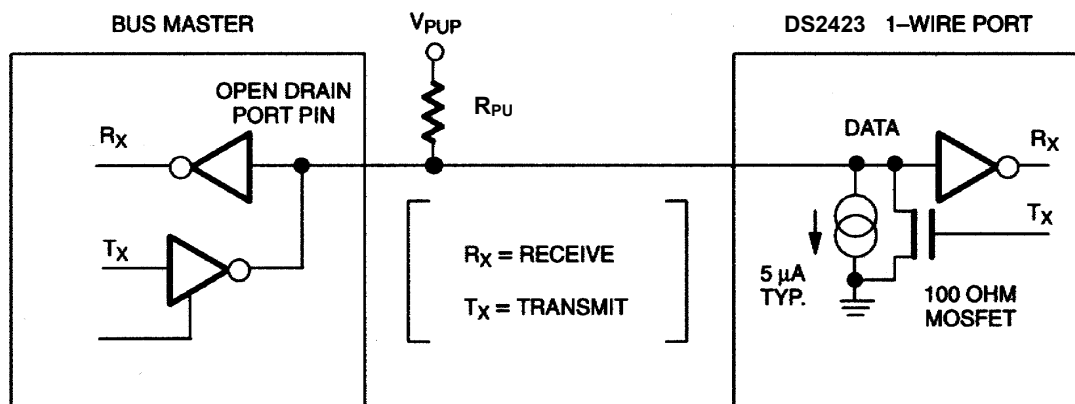 BUS MASTER
V_PUP
DS2423 1–WIRE PORT
OPEN DRAIN
PORT PIN
R_X
R_PU
DATA
R_X
T_X
T_X
R_X = RECEIVE
T_X = TRANSMIT
5 µA
TYP.
100 OHM
MOSFET